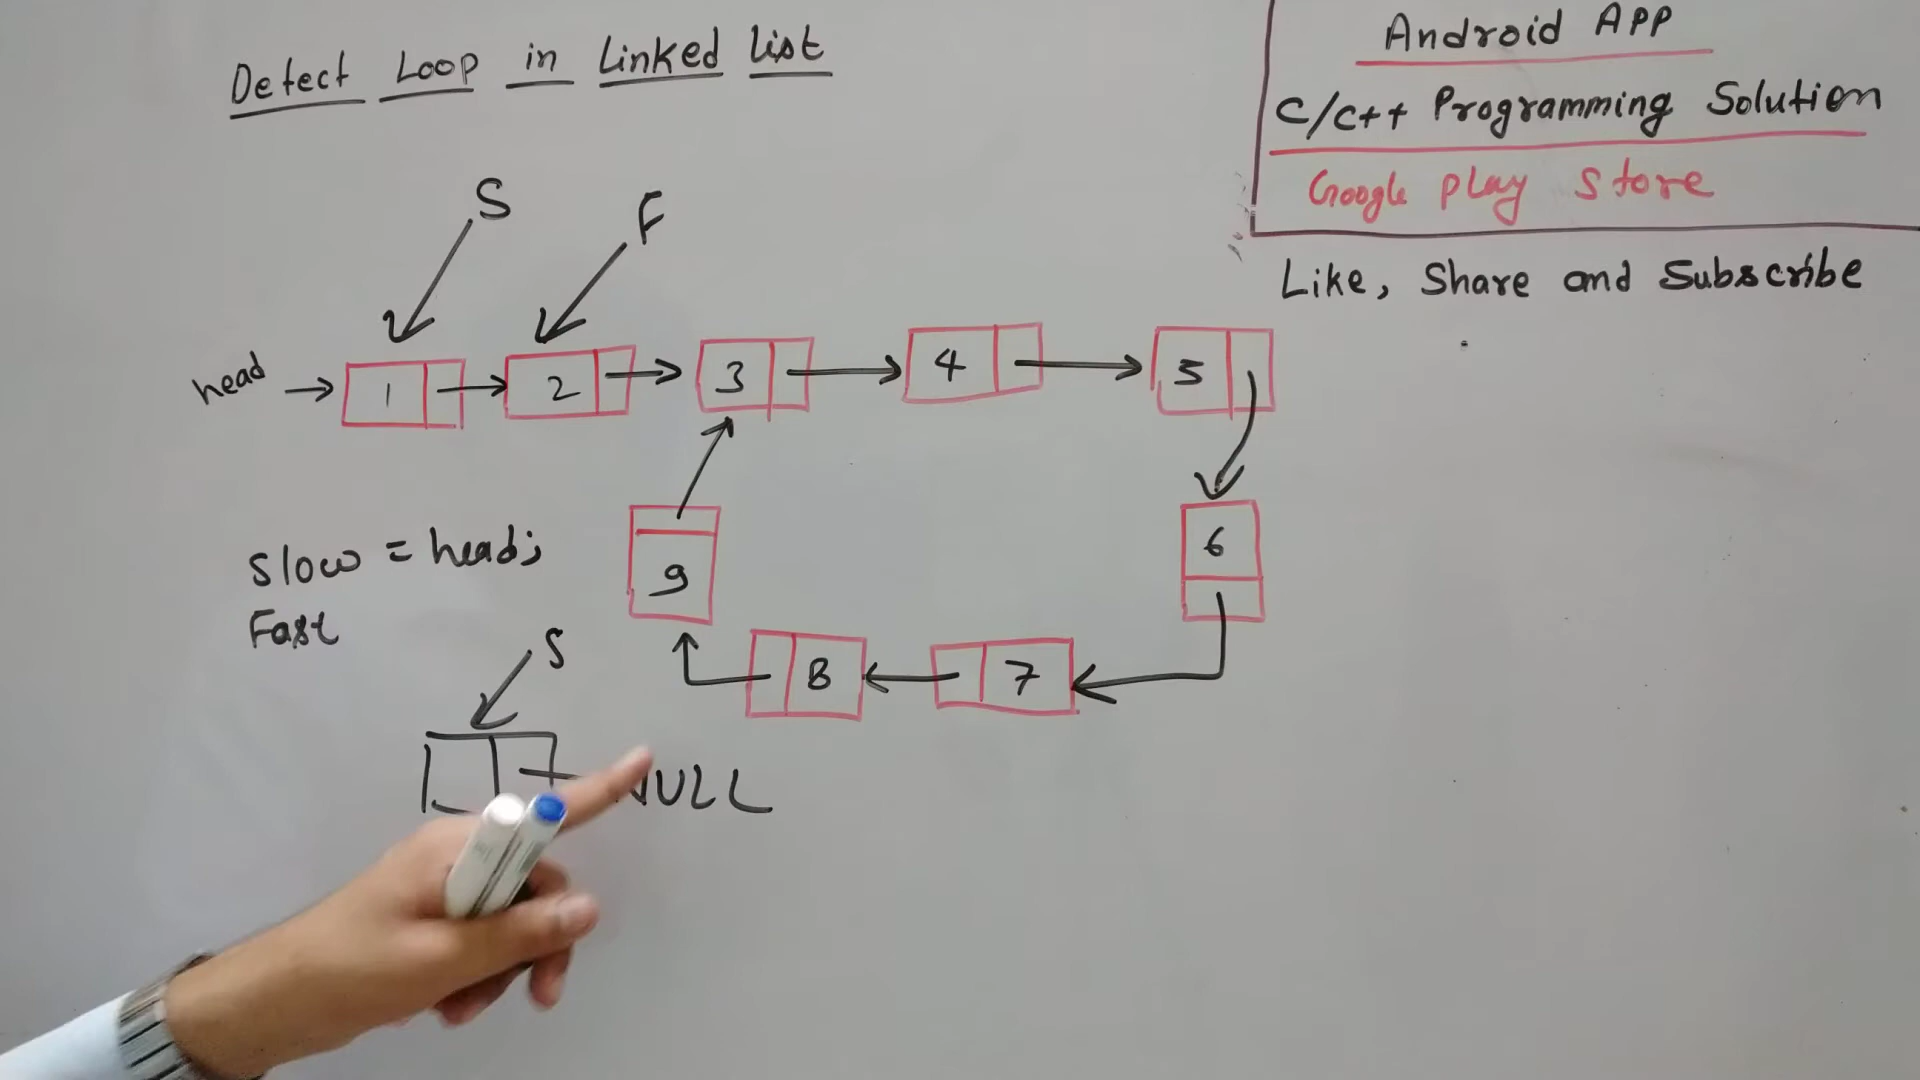 Detect Loop in Linked List
Android APP
C/C++ Programming Solution
Google Play Store
Like, Share and Subscribe
S
F
head
1
2
3
4
5
6
7
8
9
slow = head;
Fast
S
NULL